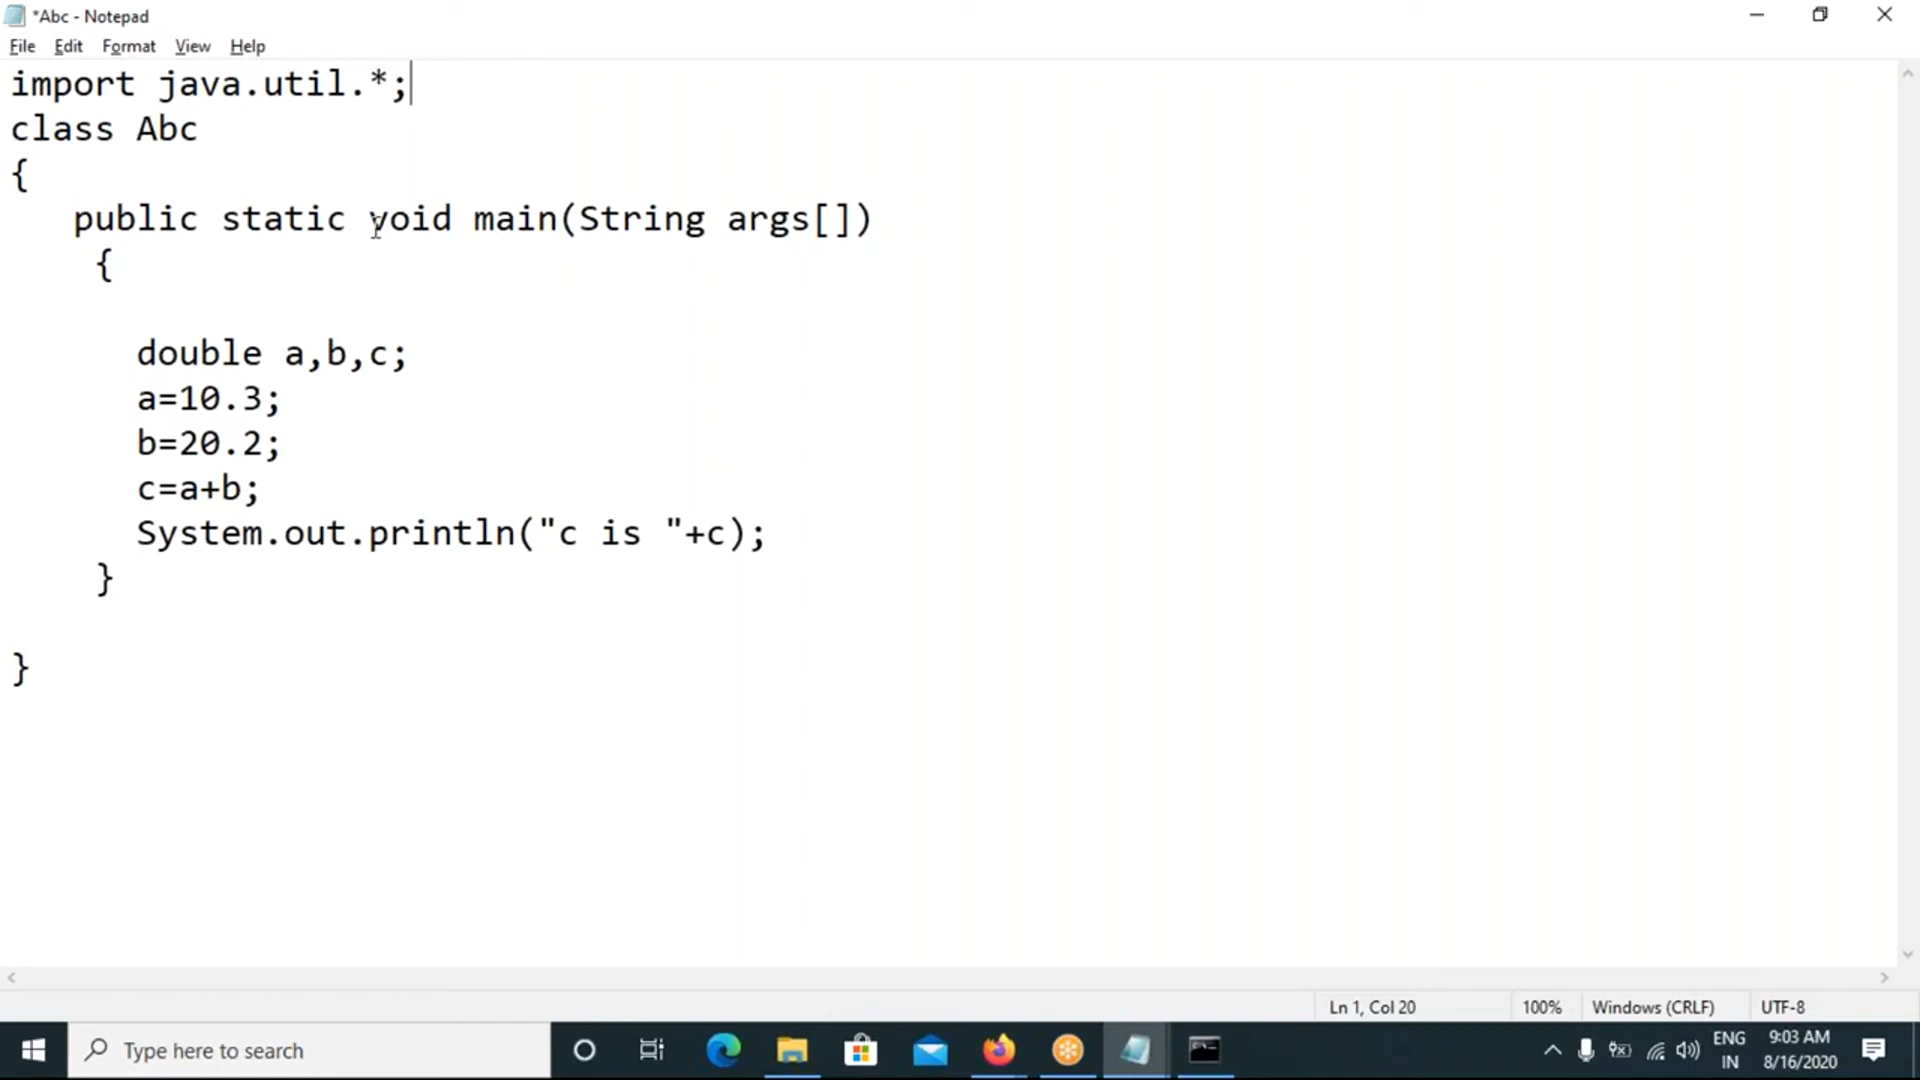 *Abc - Notepad
File Edit Format View Help
import java.util.*;
class Abc
{
public static void main(String args[])
{
double a,b,c;
a=10.3;
b=20.2;
c=a+b;
System.out.println("c is "+c);
}
}
Ln 1, Col 20 100% Windows (CRLF) UTF-8
Type here to search
ENG 9:03 AM
IN 8/16/2020